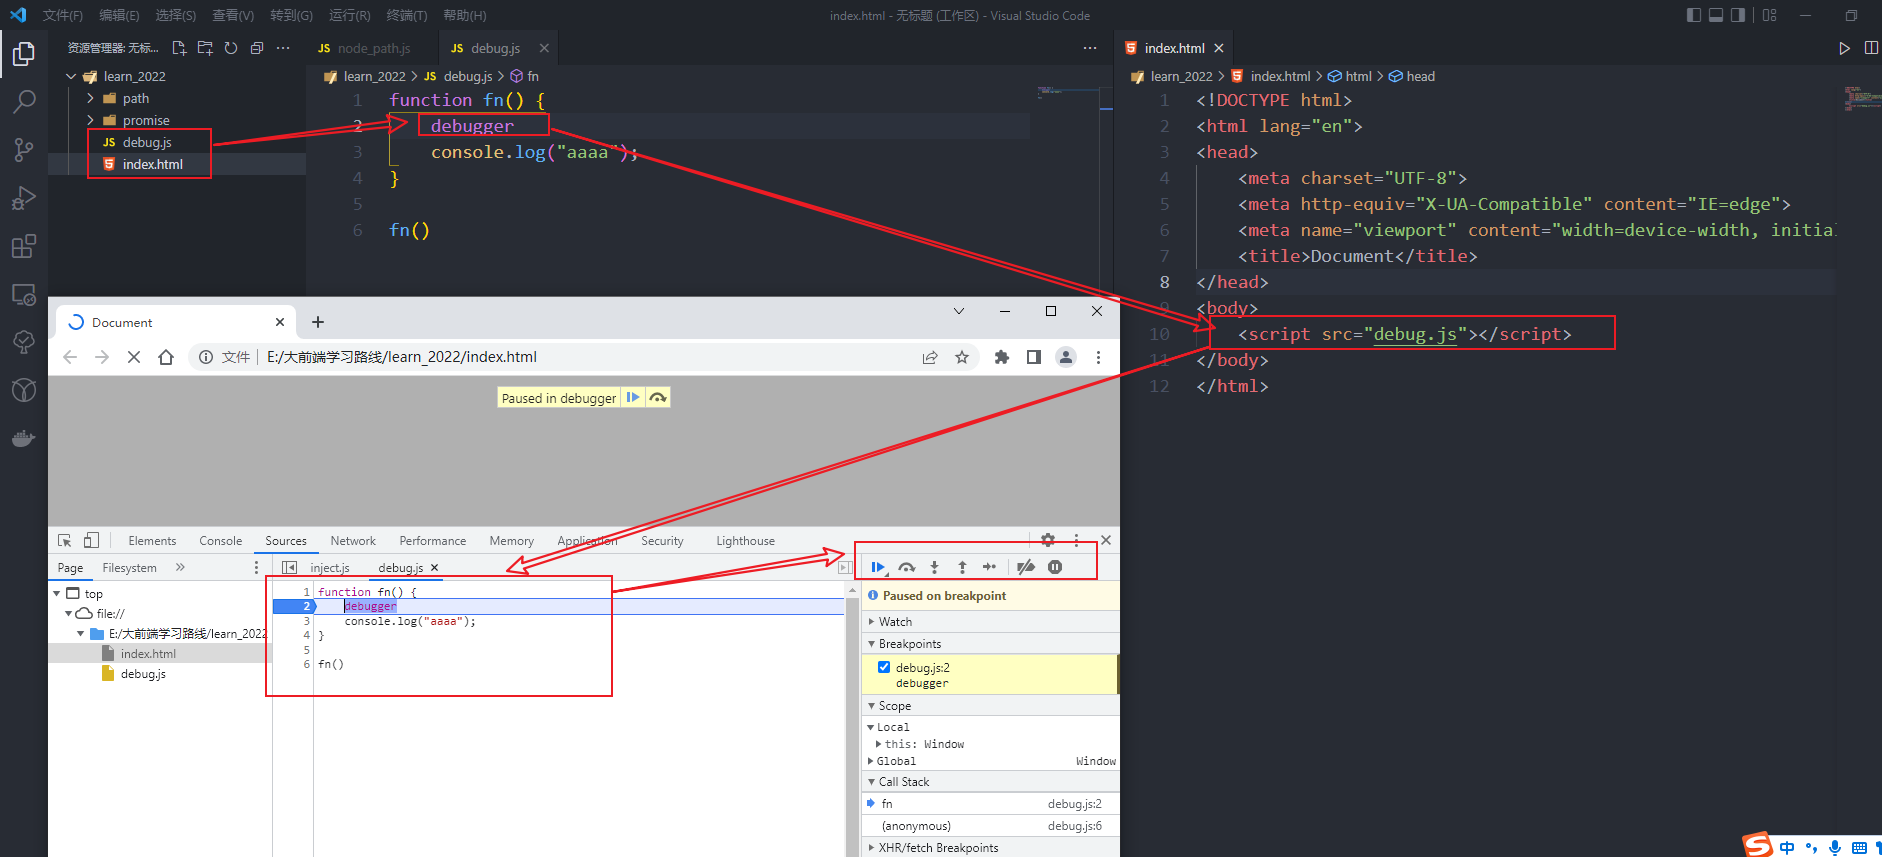 文件(F) 编辑(E) 选择(S) 查看(V) 转到(G) 运行(R) 终端(T) 帮助(H)
index.html - 无标题 (工作区) - Visual Studio Code
资源管理器: 无标...
learn_2022
path
promise
JS debug.js
index.html
JS node_path.js
JS debug.js
learn_2022 > JS debug.js > fn
1 function fn() {
2 debugger
3 console.log("aaaa");
4 }
5
6 fn()
index.html
learn_2022 > index.html > html > head
1 <!DOCTYPE html>
2 <html lang="en">
3 <head>
4 <meta charset="UTF-8">
5 <meta http-equiv="X-UA-Compatible" content="IE=edge">
6 <meta name="viewport" content="width=device-width, initial
7 <title>Document</title>
8 </head>
9 <body>
10 <script src="debug.js"></script>
11 </body>
12 </html>
Document
文件 E:/大前端学习路线/learn_2022/index.html
Paused in debugger
Elements Console Sources Network Performance Memory Application Security Lighthouse
Page Filesystem »
top
file://
E:/大前端学习路线/learn_2022
index.html
debug.js
inject.js debug.js
1 function fn() {
2 debugger
3 console.log("aaaa");
4 }
5
6 fn()
Paused on breakpoint
Watch
Breakpoints
debug.js:2
debugger
Scope
Local
this: Window
Global Window
Call Stack
fn debug.js:2
(anonymous) debug.js:6
XHR/fetch Breakpoints
S 中